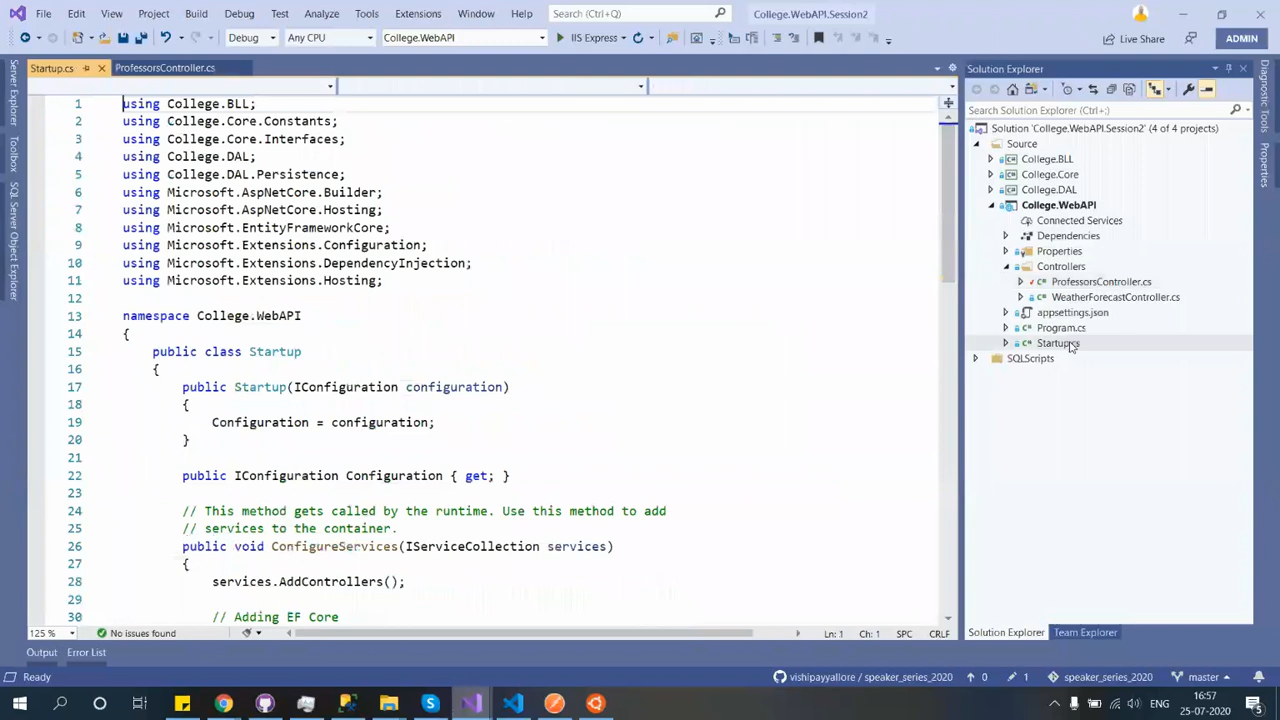 File Edit View Project Build Debug Test Analyze Tools Extensions Window Help Search (Ctrl+Q) College.WebAPI.Session2
Debug Any CPU College.WebAPI IIS Express Live Share ADMIN
Server Explorer
Toolbox
SQL Server Object Explorer
Startup.cs ProfessorsController.cs
1 using College.BLL;
2 using College.Core.Constants;
3 using College.Core.Interfaces;
4 using College.DAL;
5 using College.DAL.Persistence;
6 using Microsoft.AspNetCore.Builder;
7 using Microsoft.AspNetCore.Hosting;
8 using Microsoft.EntityFrameworkCore;
9 using Microsoft.Extensions.Configuration;
10 using Microsoft.Extensions.DependencyInjection;
11 using Microsoft.Extensions.Hosting;
12
13 namespace College.WebAPI
14 {
15 public class Startup
16 {
17 public Startup(IConfiguration configuration)
18 {
19 Configuration = configuration;
20 }
21
22 public IConfiguration Configuration { get; }
23
24 // This method gets called by the runtime. Use this method to add
25 // services to the container.
26 public void ConfigureServices(IServiceCollection services)
27 {
28 services.AddControllers();
29
30 // Adding EF Core
125 % No issues found Ln: 1 Ch: 1 SPC CRLF
Solution Explorer
Search Solution Explorer (Ctrl+;)
Solution 'College.WebAPI.Session2' (4 of 4 projects)
Source
College.BLL
College.Core
College.DAL
College.WebAPI
Connected Services
Dependencies
Properties
Controllers
ProfessorsController.cs
WeatherForecastController.cs
appsettings.json
Program.cs
Startup.cs
SQLScripts
Solution Explorer Team Explorer
Diagnostic Tools
Properties
Output Error List
Ready vishipayyallore / speaker_series_2020 0 1 speaker_series_2020 master
ENG 16:57
25-07-2020
5